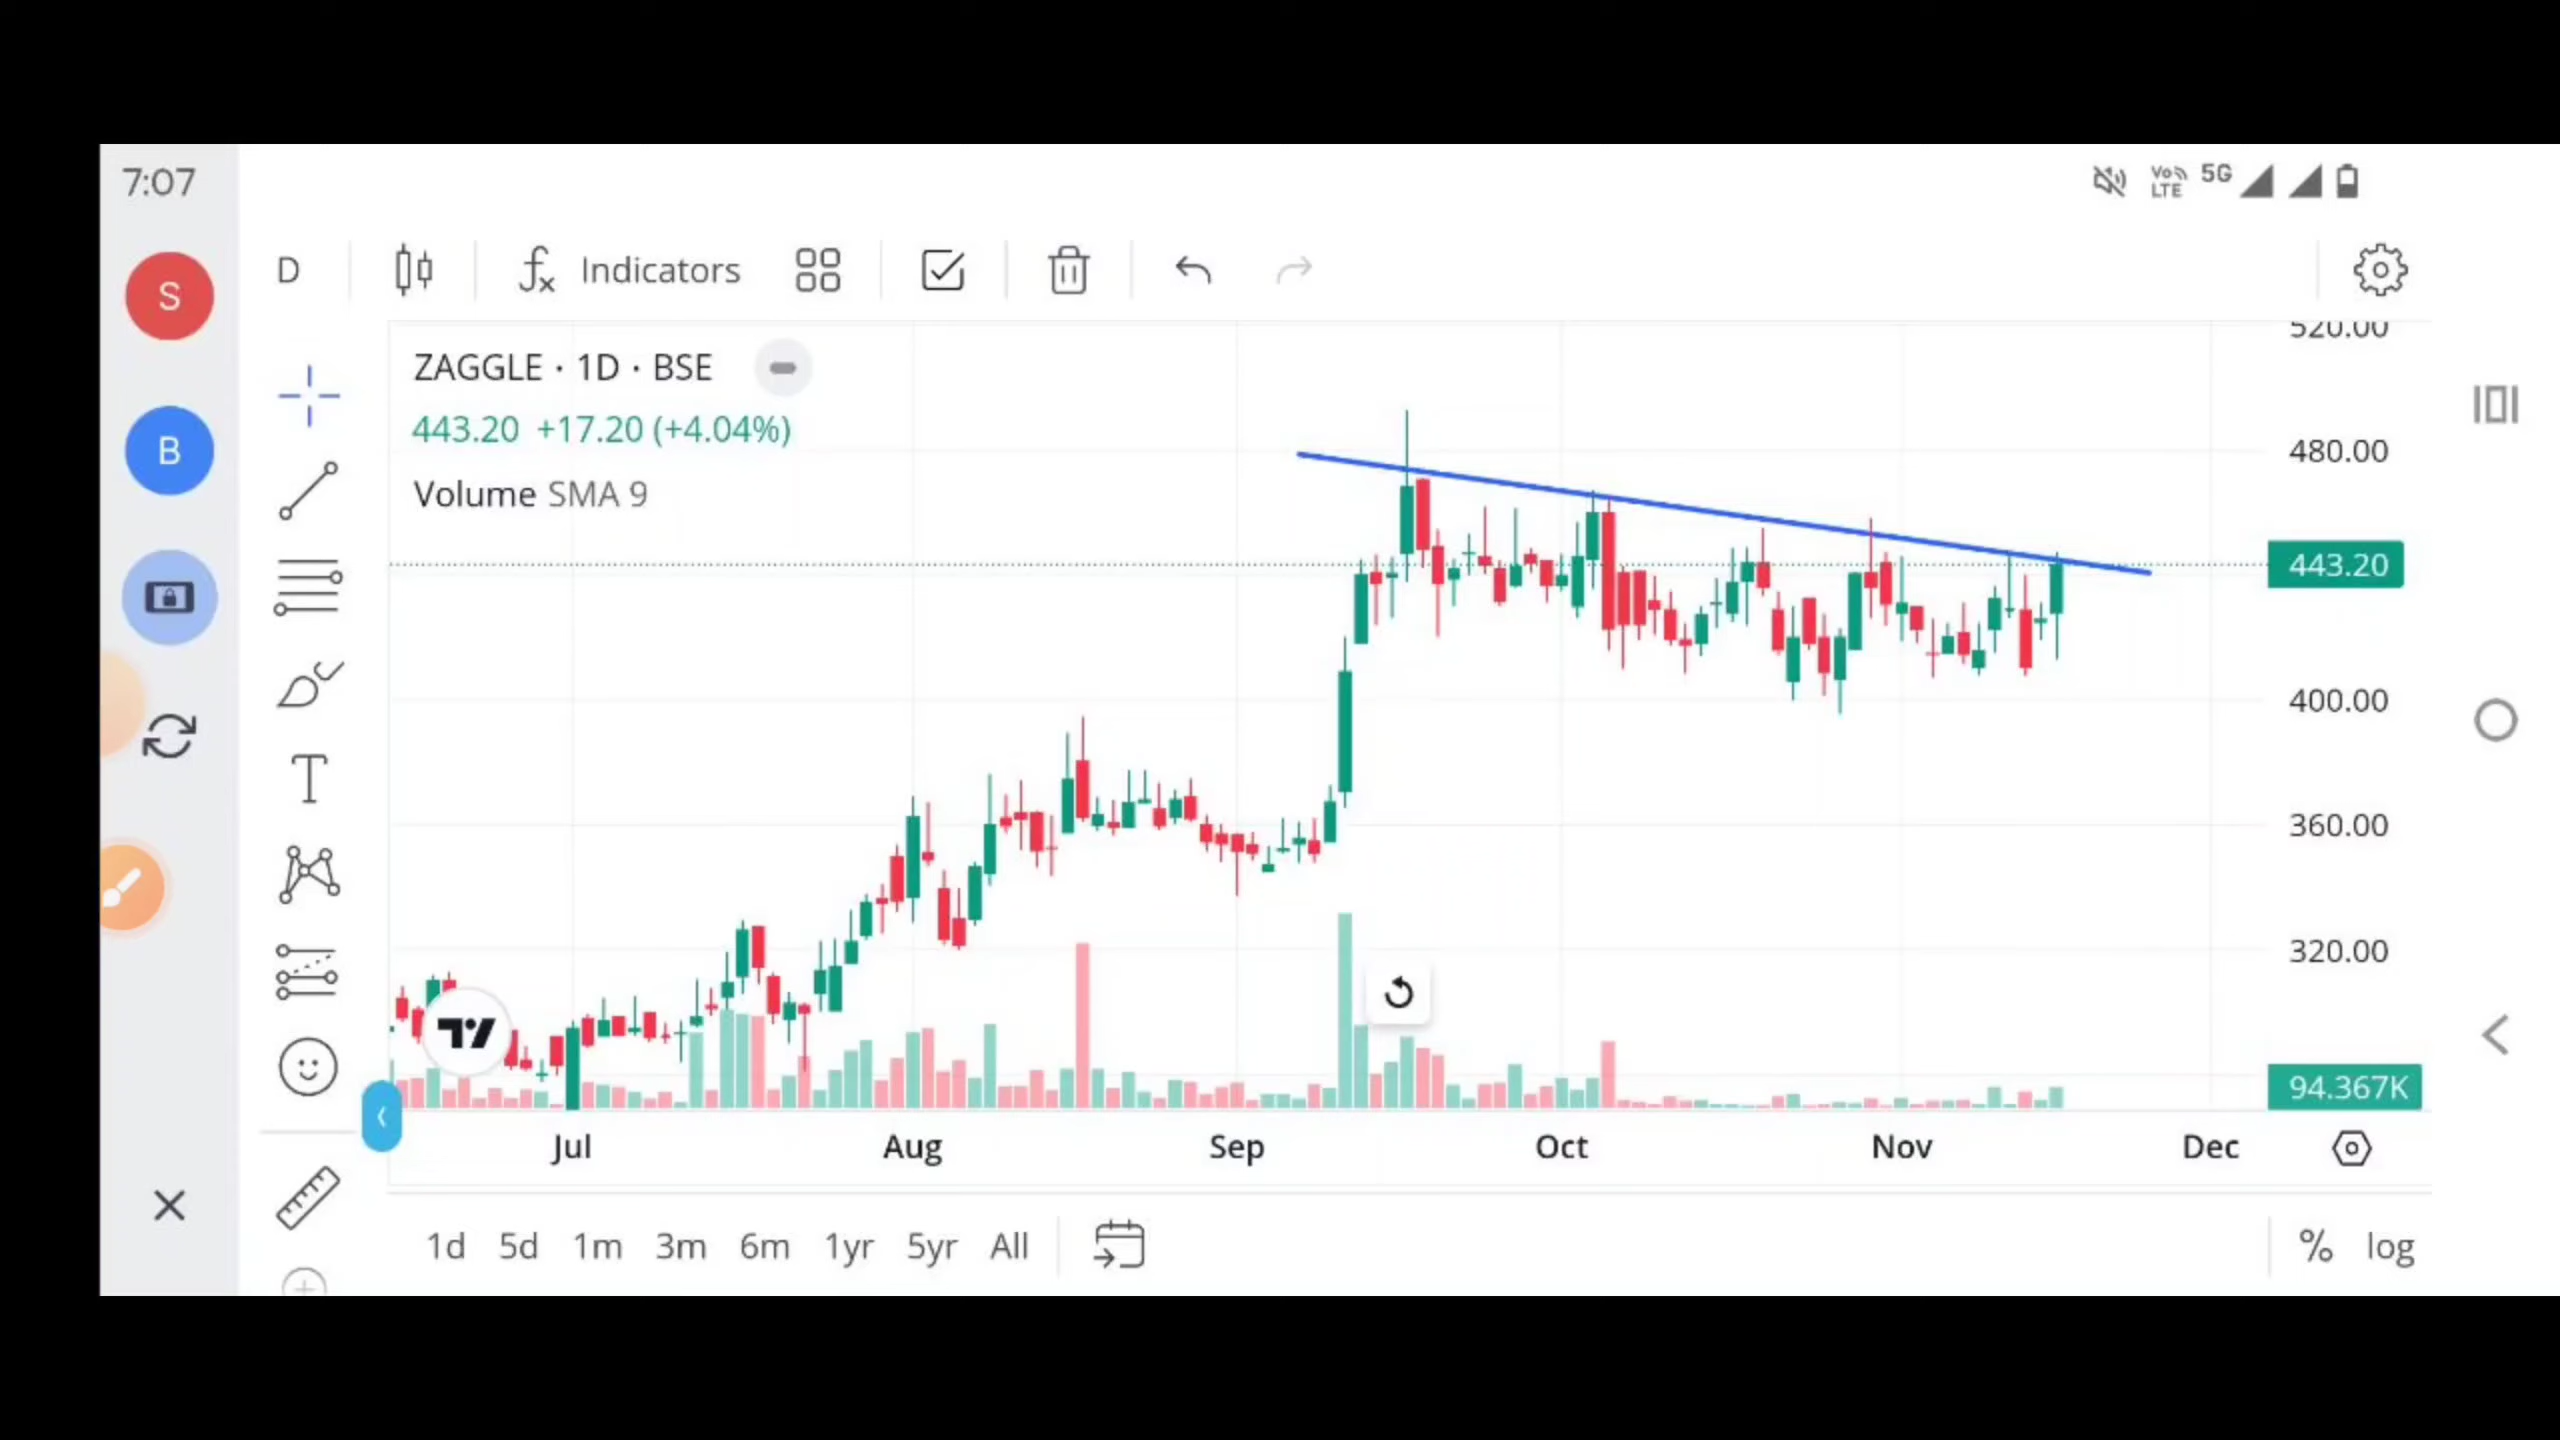 7:07
Vo LTE 5G
S
B
D Indicators
ZAGGLE · 1D · BSE
443.20 +17.20 (+4.04%)
Volume SMA 9
520.00
480.00
443.20
400.00
360.00
320.00
94.367K
Jul Aug Sep Oct Nov Dec
1d 5d 1m 3m 6m 1yr 5yr All % log